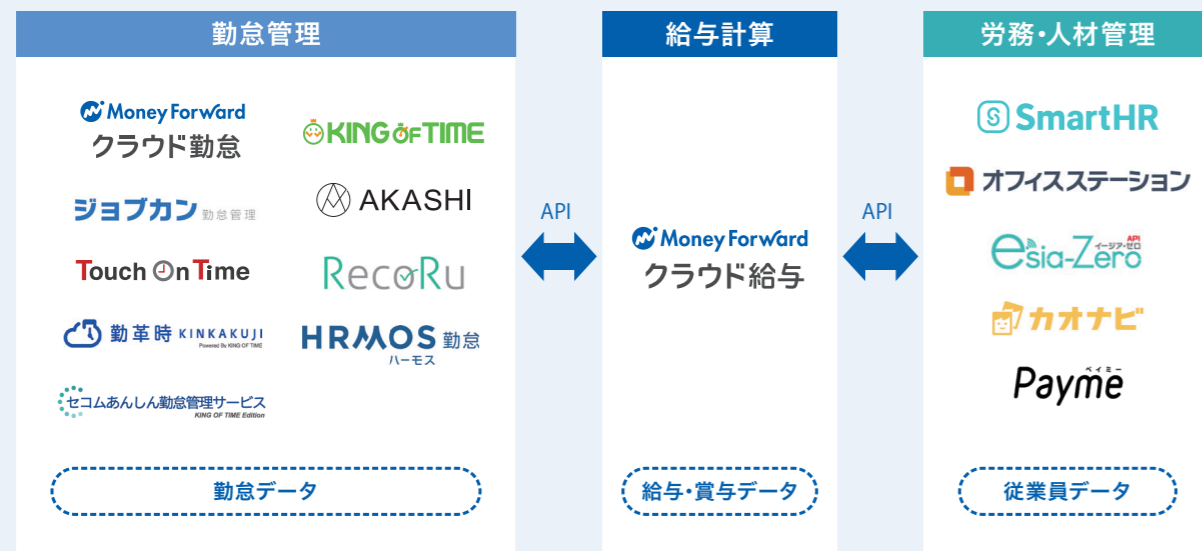 勤怠管理
Money Forward
クラウド勤怠
KING OF TIME
ジョブカン 勤怠管理
AKASHI
Touch On Time
RecoRu
勤革時 KINKAKUJI
Powered By KING OF TIME
HRMOS 勤怠
ハーモス
セコムあんしん勤怠管理サービス
KING OF TIME Edition
勤怠データ
API
給与計算
Money Forward
クラウド給与
給与・賞与データ
API
労務・人材管理
SmartHR
オフィスステーション
イージア・ゼロ API
esia-Zero
カオナビ
ペイミー
Payme
従業員データ